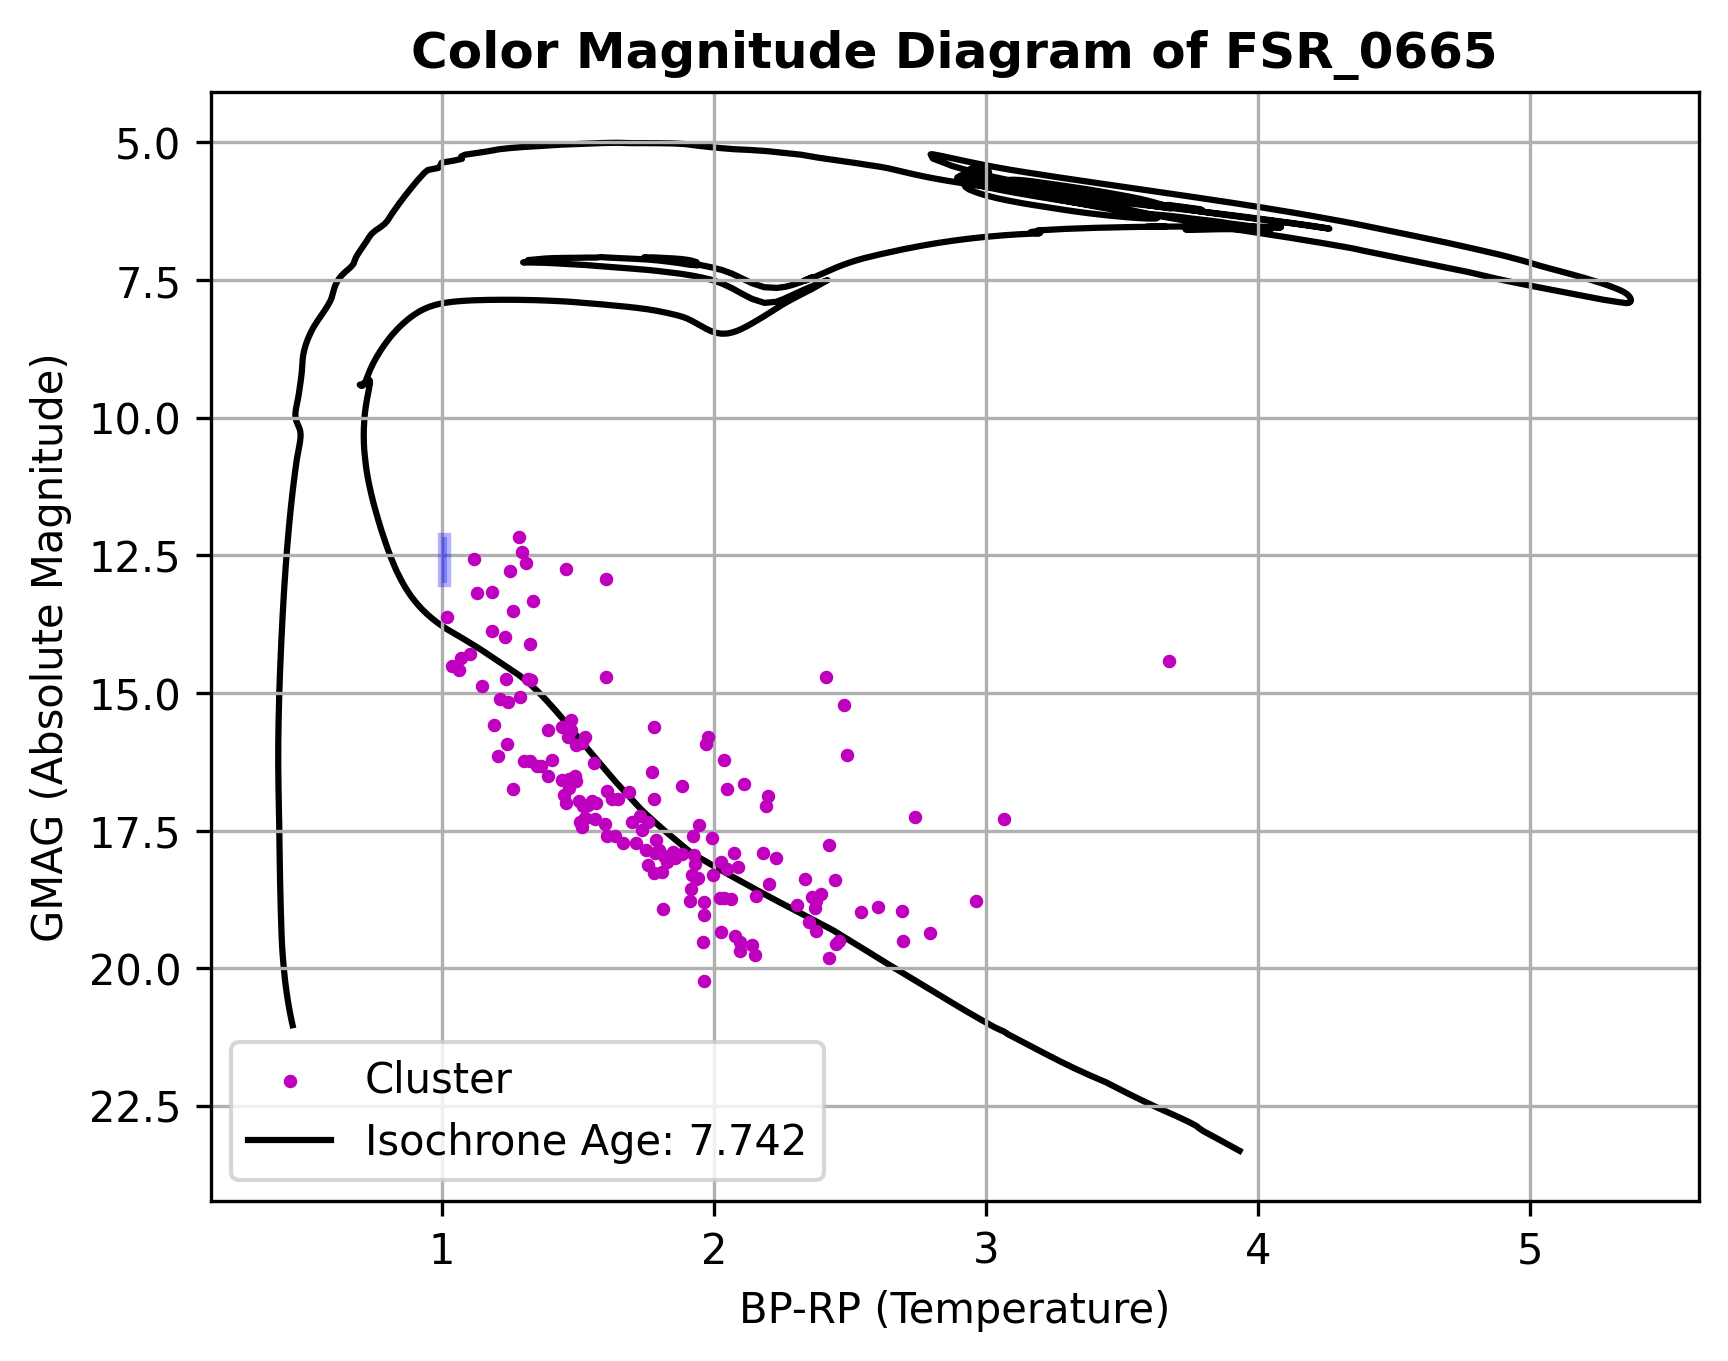 Color Magnitude Diagram of FSR_0665
GMAG (Absolute Magnitude)
5.0
7.5
10.0
12.5
15.0
17.5
20.0
22.5
Cluster
Isochrone Age: 7.742
1 2 3 4 5
BP-RP (Temperature)